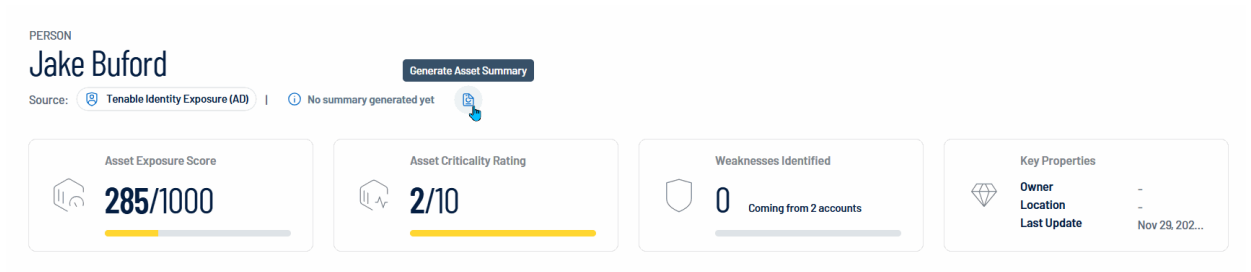 PERSON
Jake Buford
Generate Asset Summary
Source: Tenable Identity Exposure (AD) | No summary generated yet
Asset Exposure Score
285/1000
Asset Criticality Rating
2/10
Weaknesses Identified
0 Coming from 2 accounts
Key Properties
Owner -
Location -
Last Update Nov 29, 202...